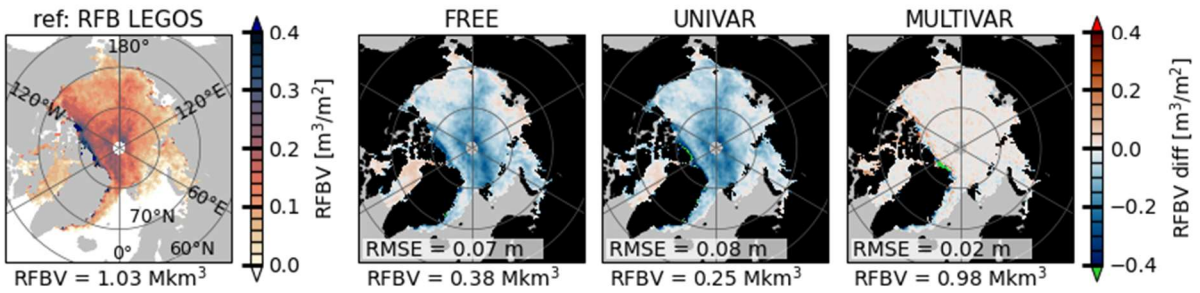 ref: RFB LEGOS
180°
120°W
120°E
60°E
70°N
0°
60°N
RFBV = 1.03 Mkm³
0.4
0.3
0.2
0.1
0.0
RFBV [m³/m²]
FREE
RMSE = 0.07 m
RFBV = 0.38 Mkm³
UNIVAR
RMSE = 0.08 m
RFBV = 0.25 Mkm³
MULTIVAR
RMSE = 0.02 m
RFBV = 0.98 Mkm³
0.4
0.2
0.0
−0.2
−0.4
RFBV diff [m³/m²]